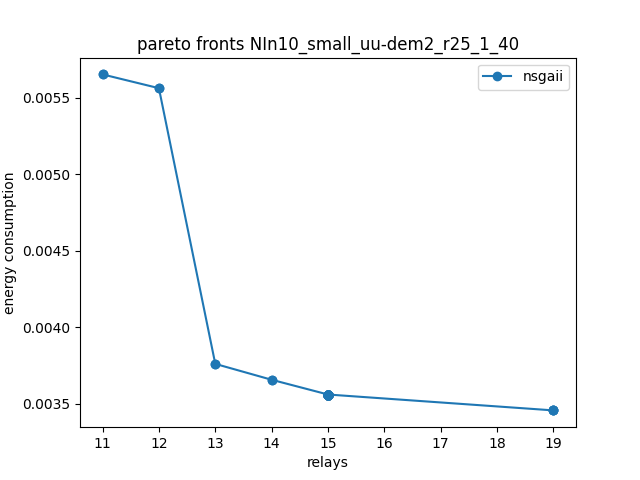 pareto fronts NIn10_small_uu-dem2_r25_1_40
nsgaii
0.0055
0.0050
0.0045
0.0040
0.0035
energy consumption
11 12 13 14 15 16 17 18 19
relays